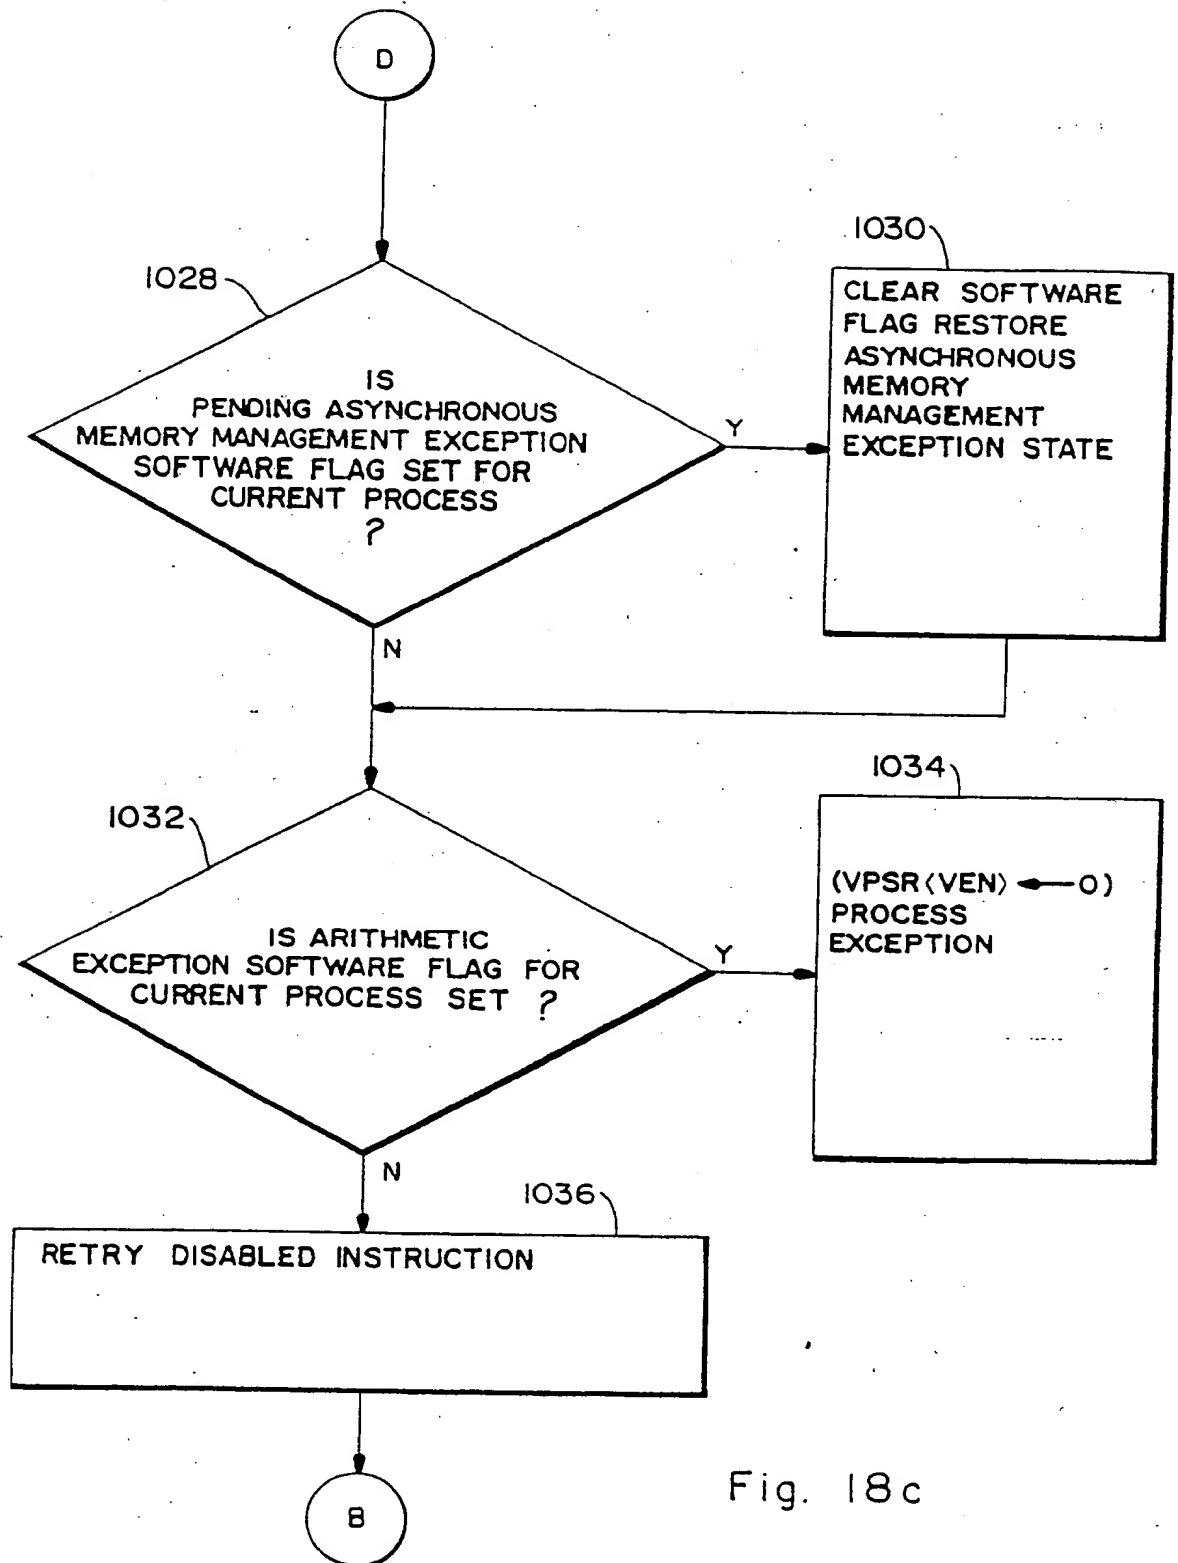 D
1028
IS
PENDING ASYNCHRONOUS
MEMORY MANAGEMENT EXCEPTION
SOFTWARE FLAG SET FOR
CURRENT PROCESS
?
Y
N
1030
CLEAR SOFTWARE
FLAG RESTORE
ASYNCHRONOUS
MEMORY
MANAGEMENT
EXCEPTION STATE
1032
IS ARITHMETIC
EXCEPTION SOFTWARE FLAG FOR
CURRENT PROCESS SET ?
Y
N
1034
(VPSR〈VEN〉 ← 0)
PROCESS
EXCEPTION
1036
RETRY DISABLED INSTRUCTION
B
Fig. 18c